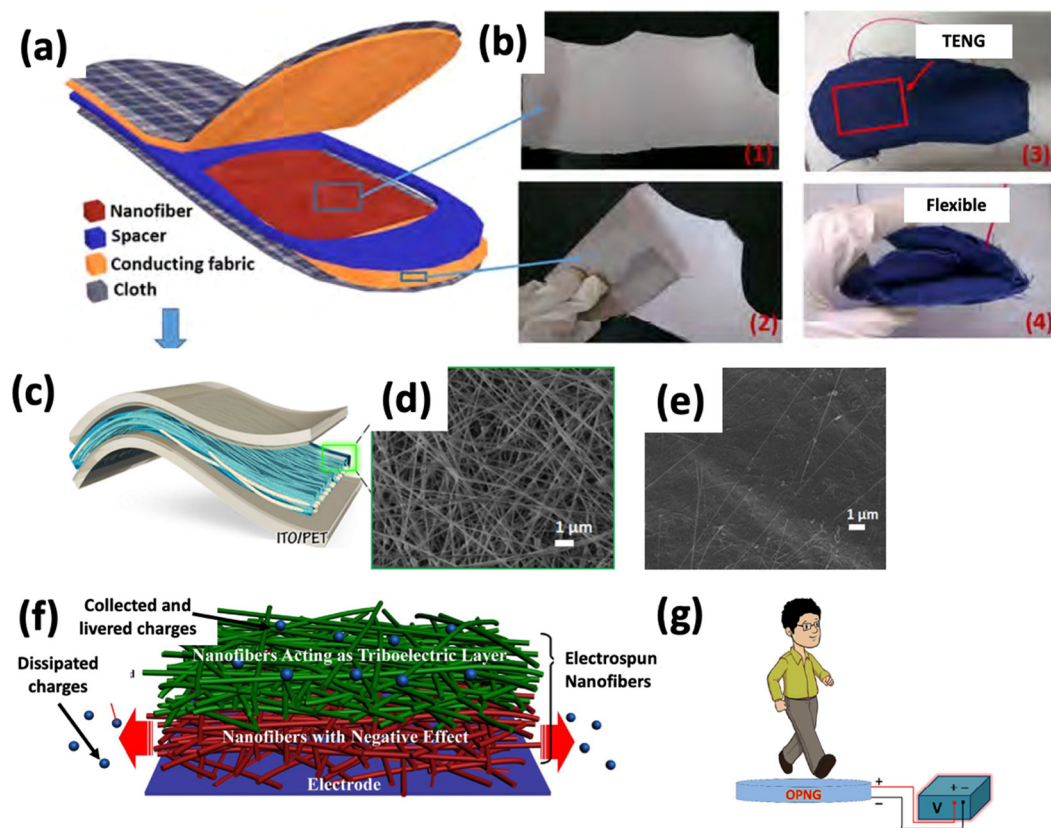 (a)
Nanofiber
Spacer
Conducting fabric
Cloth
(b)
(1)
TENG
(3)
(2)
Flexible
(4)
(c)
ITO/PET
(d)
1 μm
(e)
1 μm
(f)
Collected and
livered charges
Dissipated
charges
d
Nanofibers Acting as Triboelectric Layer
Nanofibers with Negative Effect
Electrode
Electrospun
Nanofibers
(g)
OPNG
+
−
+ −
V